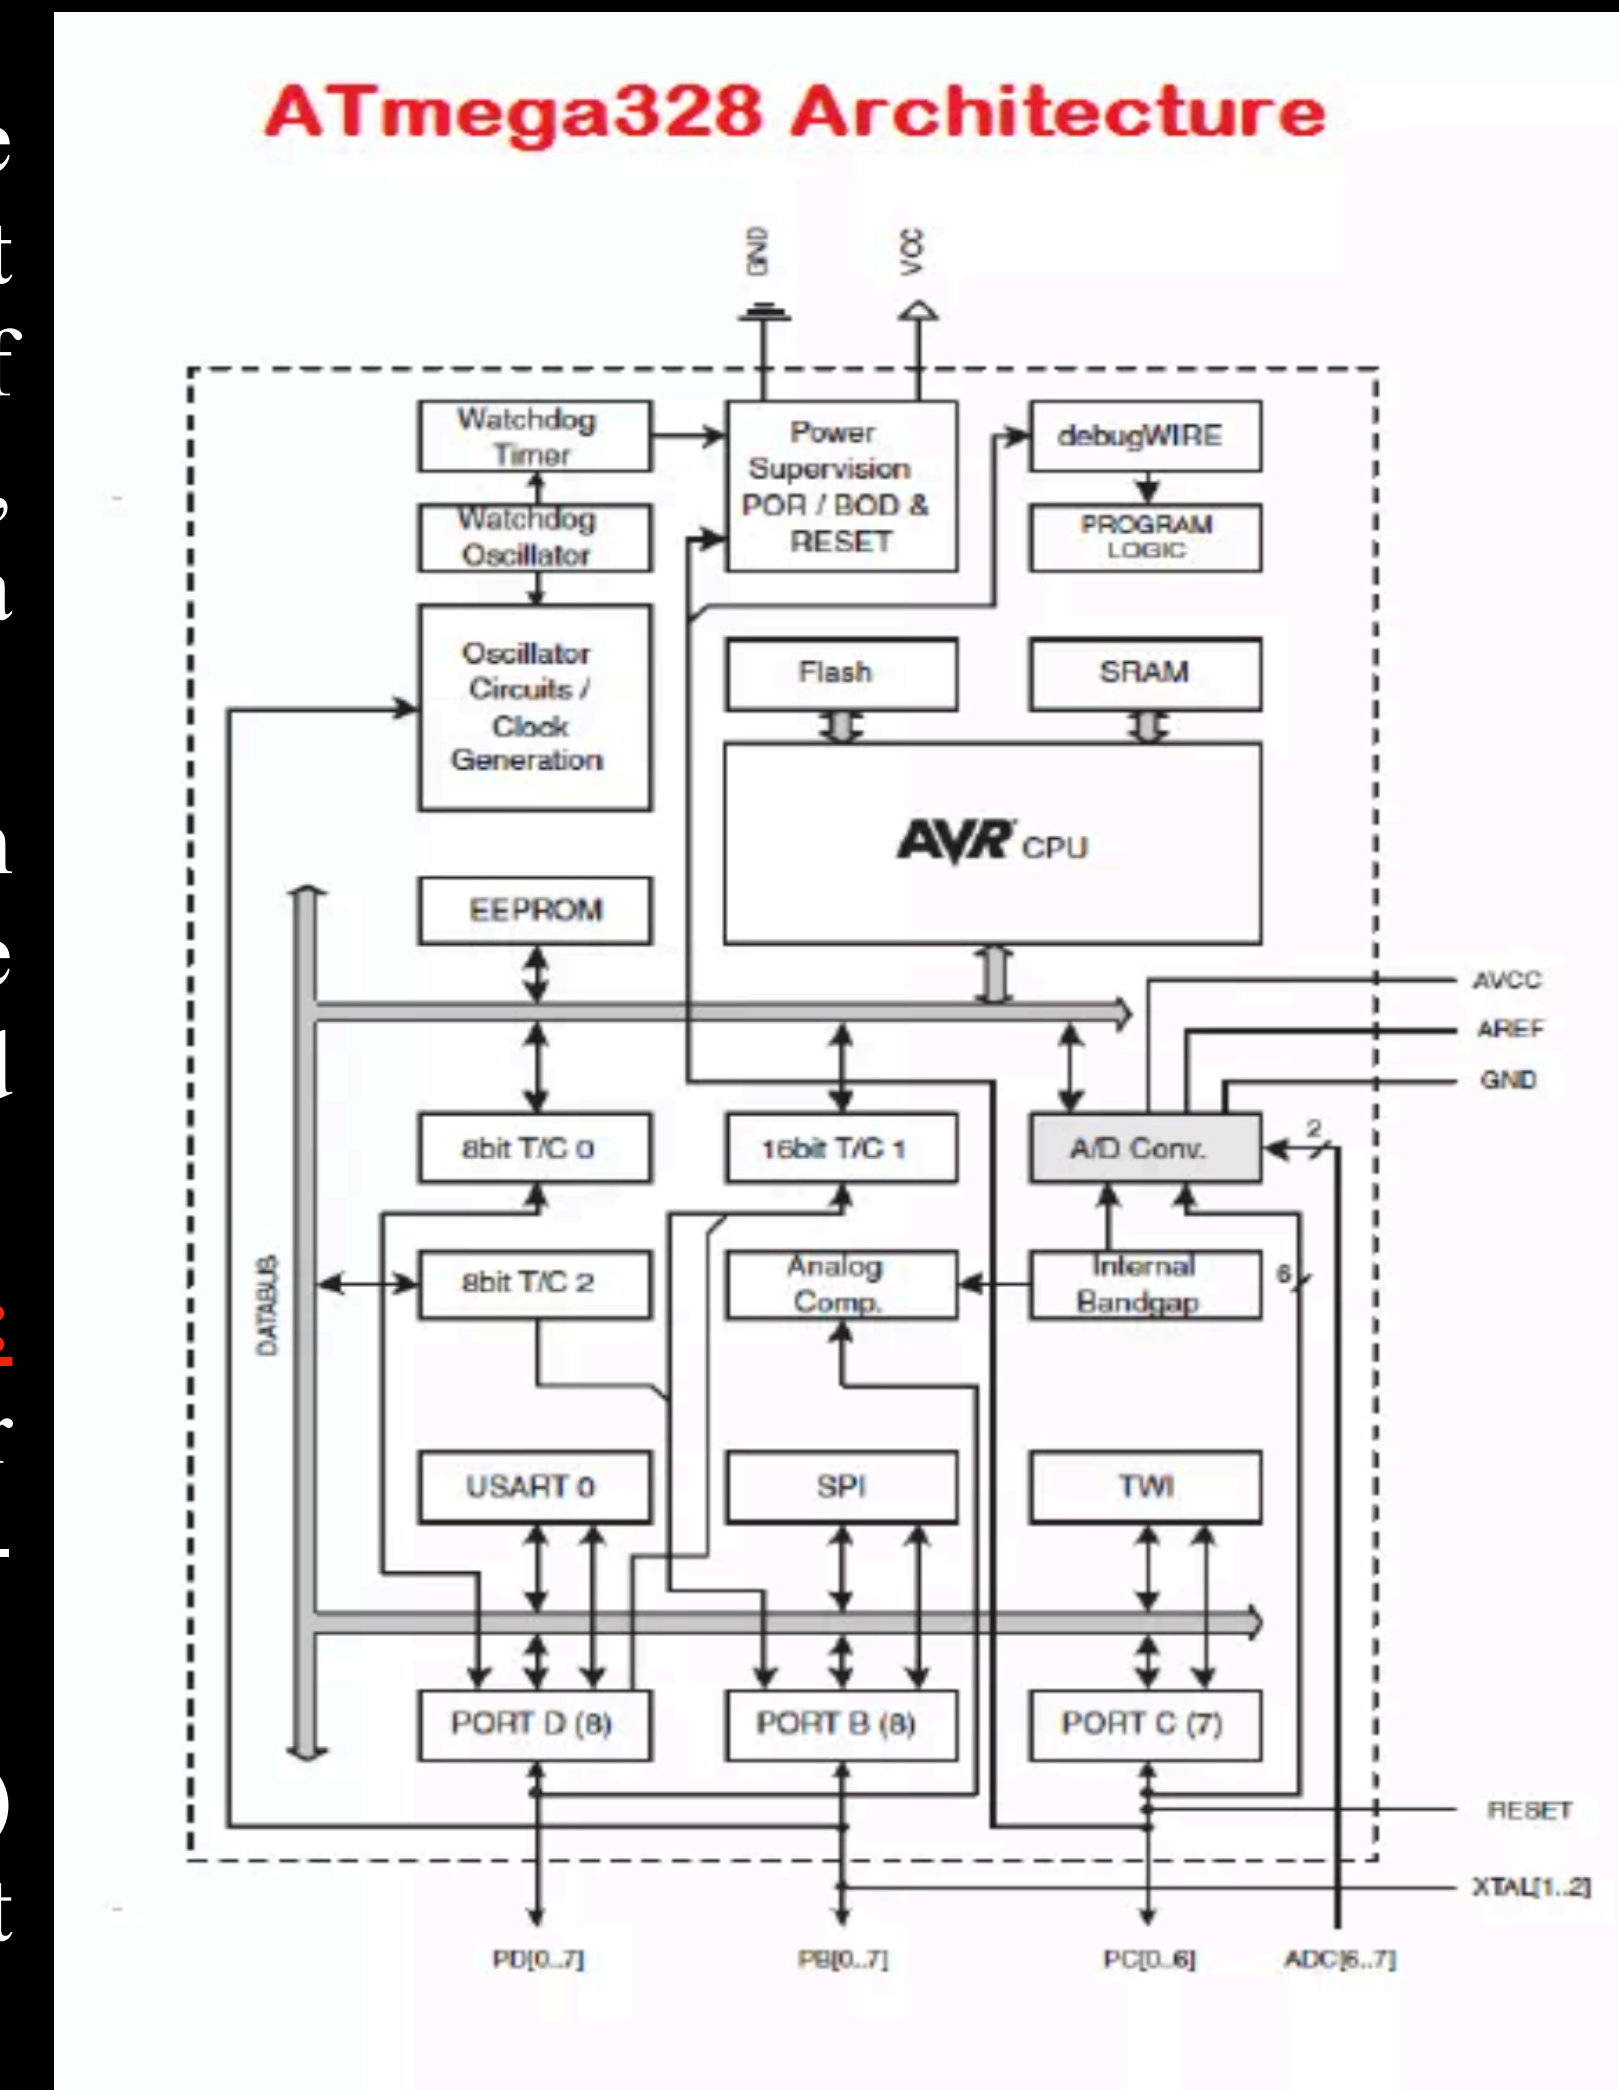 ATmega328 Architecture
GND
VCC
Watchdog
Timer
Power
Supervision
POR / BOD &
RESET
debugWIRE
Watchdog
Oscillator
PROGRAM
LOGIC
Oscillator
Circuits /
Clock
Generation
Flash
SRAM
AVR CPU
EEPROM
AVCC
AREF
GND
8bit T/C 0
16bit T/C 1
A/D Conv.
2
DATABUS
8bit T/C 2
Analog
Comp.
Internal
Bandgap
6
USART 0
SPI
TWI
PORT D (8)
PORT B (8)
PORT C (7)
RESET
XTAL[1..2]
PD[0..7]
PB[0..7]
PC[0..6]
ADC[6..7]